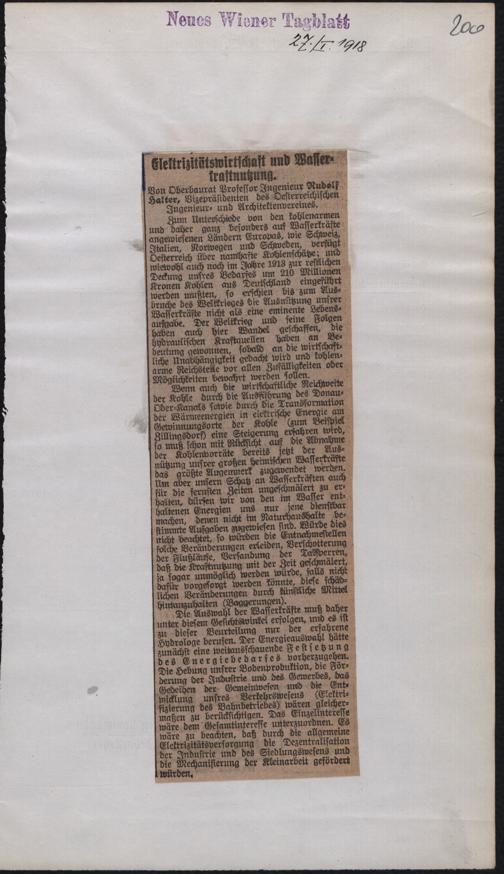 Neues Wiener Tagblatt
27./I. 1918
200
Elektrizitätswirtschaft und Wasser-
kraftnutzung.
Von Oberbaurat Professor Ingenieur Rudolf
Halter, Vizepräsidenten des Oesterreichischen
Ingenieur- und Architektenvereines.
Zum Unterschiede von den kohlenarmen
und daher ganz besonders auf Wasserkräfte
angewiesenen Ländern Europas, wie Schweiz,
Italien, Norwegen und Schweden, verfügt
Oesterreich über namhafte Kohlenschätze; und
wiewohl auch noch im Jahre 1913 zur restlichen
Deckung unsres Bedarfes um 210 Millionen
Kronen Kohlen aus Deutschland eingeführt
werden mußten, so erschien bis zum Aus-
bruche des Weltkrieges die Ausnützung unsrer
Wasserkräfte nicht als eine eminente Lebens-
aufgabe. Der Weltkrieg und seine Folgen
haben auch hier Wandel geschaffen, die
hydraulischen Kraftquellen haben an Be-
deutung gewonnen, sobald an die wirtschaft-
liche Unabhängigkeit gedacht wird und kohlen-
arme Reichsteile vor allen Zufälligkeiten oder
Möglichkeiten bewahrt werden sollen.
Wenn auch die wirtschaftliche Reichweite
der Kohle durch die Ausführung des Donau-
Oder-Kanals sowie durch die Transformation
der Wärmeenergien in elektrische Energie am
Gewinnungsorte der Kohle (zum Beispiel
Zillingdorf) eine Steigerung erfahren wird,
so muß schon mit Rücksicht auf die Abnahme
der Kohlenvorräte bereits jetzt der Aus-
nützung unsrer großen heimischen Wasserkräfte
das größte Augenmerk zugewendet werden.
Um aber unsern Schatz an Wasserkräften auch
für die fernsten Zeiten ungeschmälert zu er-
halten, dürfen wir von den im Wasser ent-
haltenen Energien uns nur jene dienstbar
machen, denen nicht im Naturhaushalte be-
stimmte Aufgaben zugewiesen sind. Würde dies
nicht beachtet, so würden die Entnahmestellen
solche Veränderungen erleiden, Verschotterung
der Flußläufe, Versandung der Talsperren,
daß die Kraftnutzung mit der Zeit geschmälert,
ja sogar unmöglich werden würde, falls nicht
dafür vorgesorgt werden könnte, diese schäd-
lichen Veränderungen durch künstliche Mittel
hintanzuhalten (Baggerungen).
Die Auswahl der Wasserkräfte muß daher
unter diesem Gesichtswinkel erfolgen, und es ist
zu dieser Beurteilung nur der erfahrene
Hydrologe berufen. Der Energieauswahl hätte
zunächst eine weitausschauende Festsetzung
des Energiebedarfes vorherzugehen.
Die Hebung unsrer Bodenproduktion, die För-
derung der Industrie und des Gewerbes, das
Gedeihen der Gemeinwesen und die Ent-
wicklung unsres Verkehrswesens (Elektri-
fizierung des Bahnbetriebes) wären gleicher-
maßen zu berücksichtigen. Das Einzelinteresse
wäre dem Gesamtinteresse unterzuordnen. Es
wäre zu beachten, daß durch die allgemeine
Elektrizitätsversorgung die Dezentralisation
der Industrie und des Siedlungswesens und
die Mechanisierung der Kleinarbeit gefördert
würden.